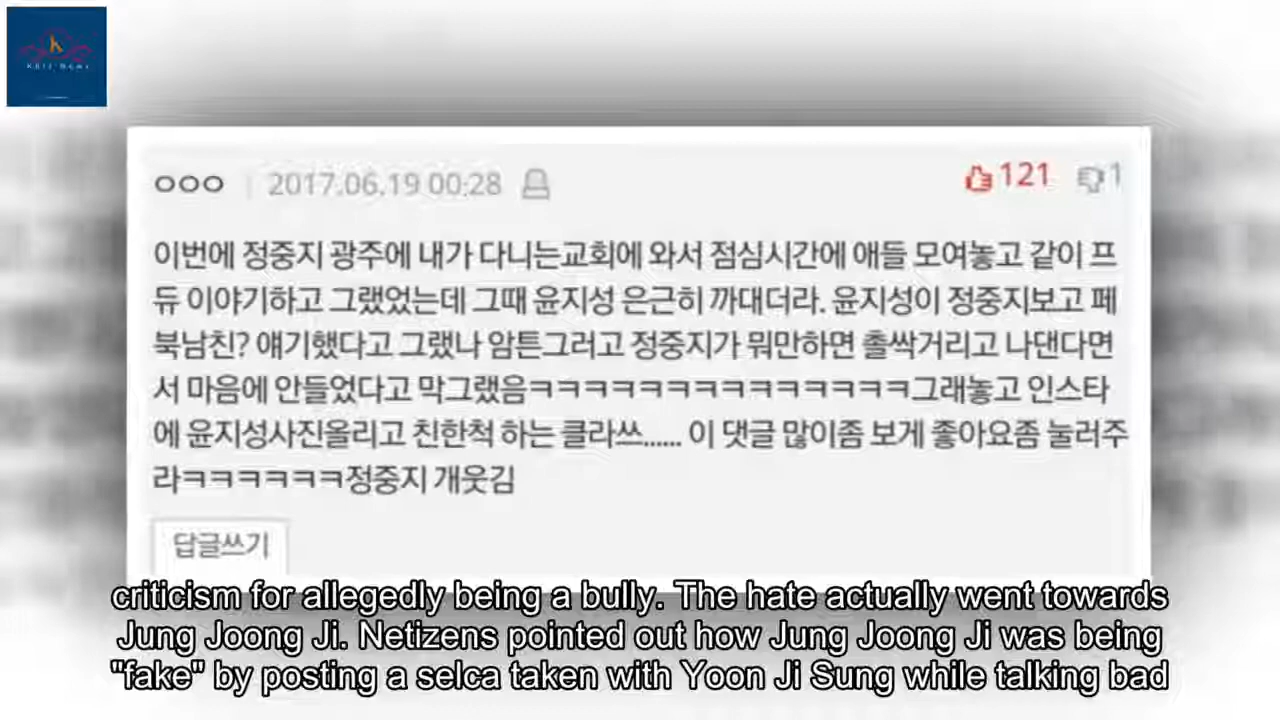 KBIZ News
ㅇㅇㅇ | 2017.06.19 00:28
121 1
이번에 정중지 광주에 내가 다니는교회에 와서 점심시간에 애들 모여놓고 같이 프
듀 이야기하고 그랬었는데 그때 윤지성 은근히 까대더라. 윤지성이 정중지보고 페
북남친? 얘기했다고 그랬나 암튼그러고 정중지가 뭐만하면 촐싹거리고 나댄다면
서 마음에 안들었다고 막그랬음ㅋㅋㅋㅋㅋㅋㅋㅋㅋㅋㅋㅋㅋㅋ그래놓고 인스타
에 윤지성사진올리고 친한척 하는 클라쓰...... 이 댓글 많이좀 보게 좋아요좀 눌러주
라ㅋㅋㅋㅋㅋㅋ정중지 개웃김
답글쓰기
criticism for allegedly being a bully. The hate actually went towards
Jung Joong Ji. Netizens pointed out how Jung Joong Ji was being
"fake" by posting a selca taken with Yoon Ji Sung while talking bad